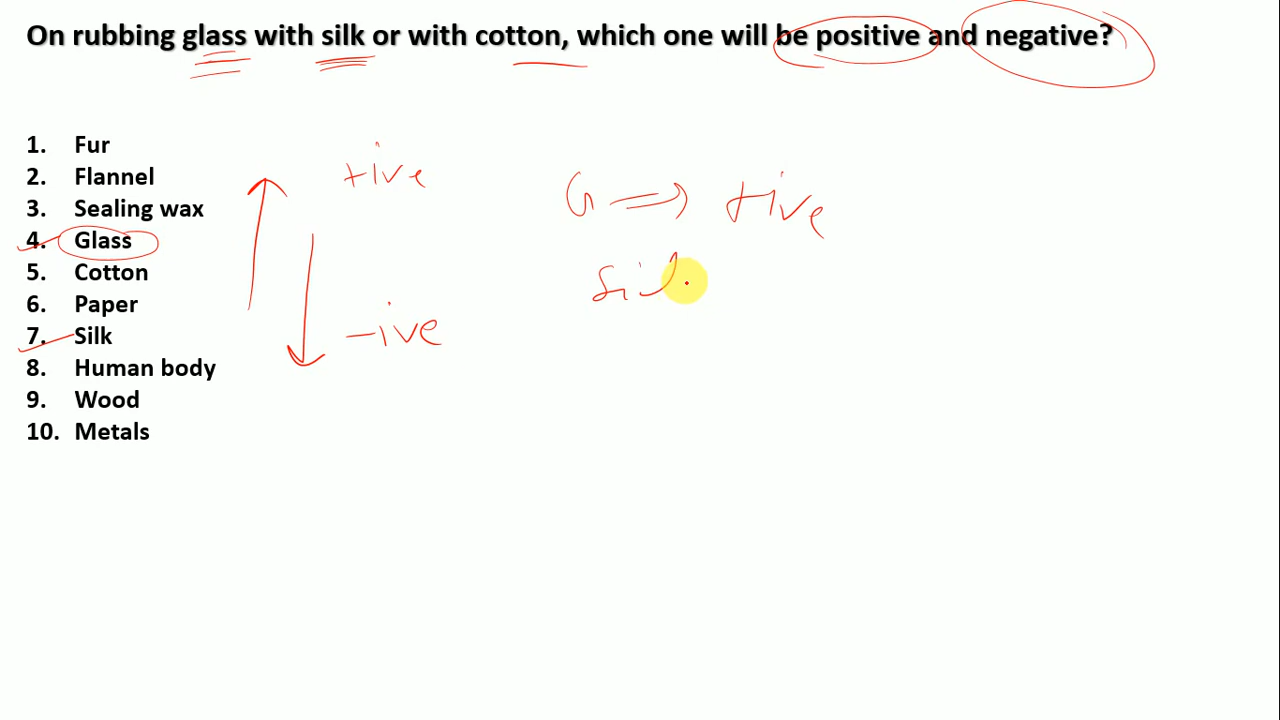 On rubbing glass with silk or with cotton, which one will be positive and negative?
1. Fur
2. Flannel
3. Sealing wax
4. Glass
5. Cotton
6. Paper
7. Silk
8. Human body
9. Wood
10. Metals
+ive
-ive
G ⇒ +ive
sil